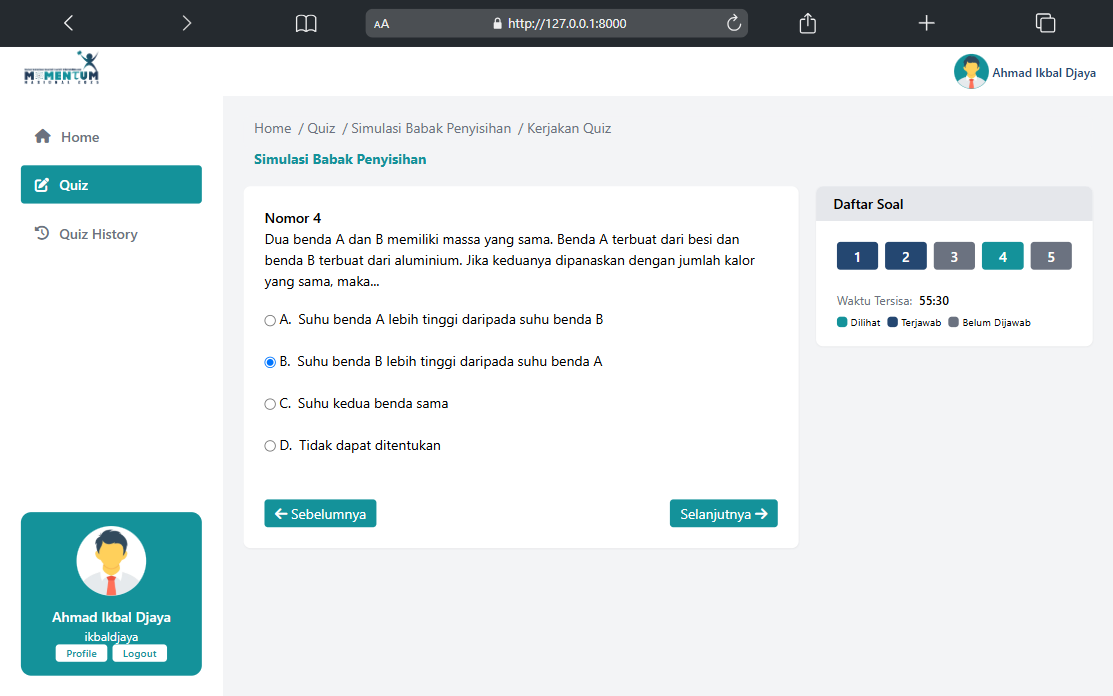 AA
http://127.0.0.1:8000
MOMENTUM
Ahmad Ikbal Djaya
Home
Quiz
Quiz History
Home / Quiz / Simulasi Babak Penyisihan / Kerjakan Quiz
Simulasi Babak Penyisihan
Nomor 4
Dua benda A dan B memiliki massa yang sama. Benda A terbuat dari besi dan
benda B terbuat dari aluminium. Jika keduanya dipanaskan dengan jumlah kalor
yang sama, maka...
A. Suhu benda A lebih tinggi daripada suhu benda B
B. Suhu benda B lebih tinggi daripada suhu benda A
C. Suhu kedua benda sama
D. Tidak dapat ditentukan
Sebelumnya
Selanjutnya
Daftar Soal
1 2 3 4 5
Waktu Tersisa: 55:30
Dilihat Terjawab Belum Dijawab
Ahmad Ikbal Djaya
ikbaldjaya
Profile Logout